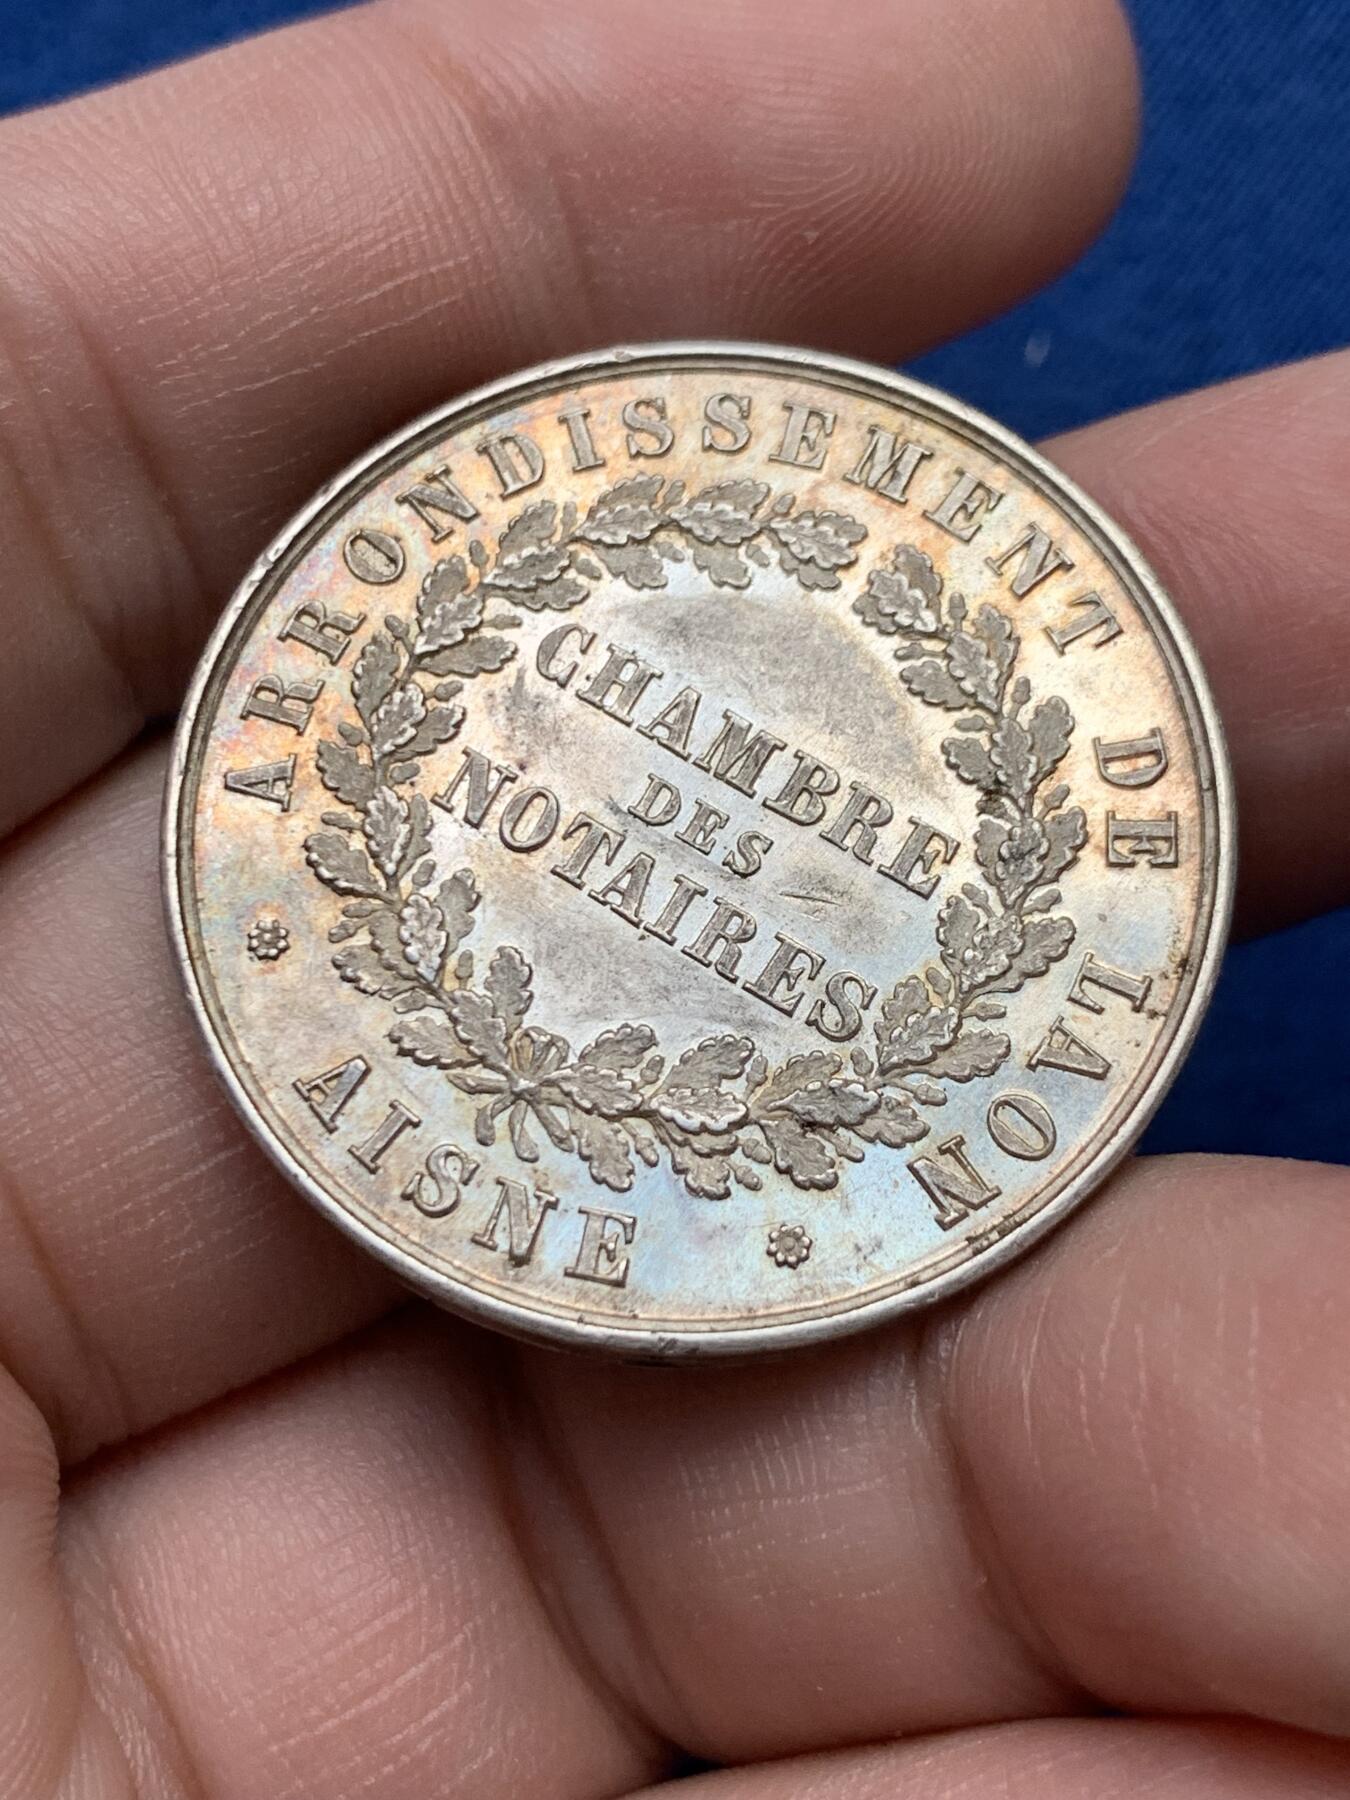 ARRONDISSEMENT DE LAON
CHAMBRE
DES
NOTAIRES
AISNE